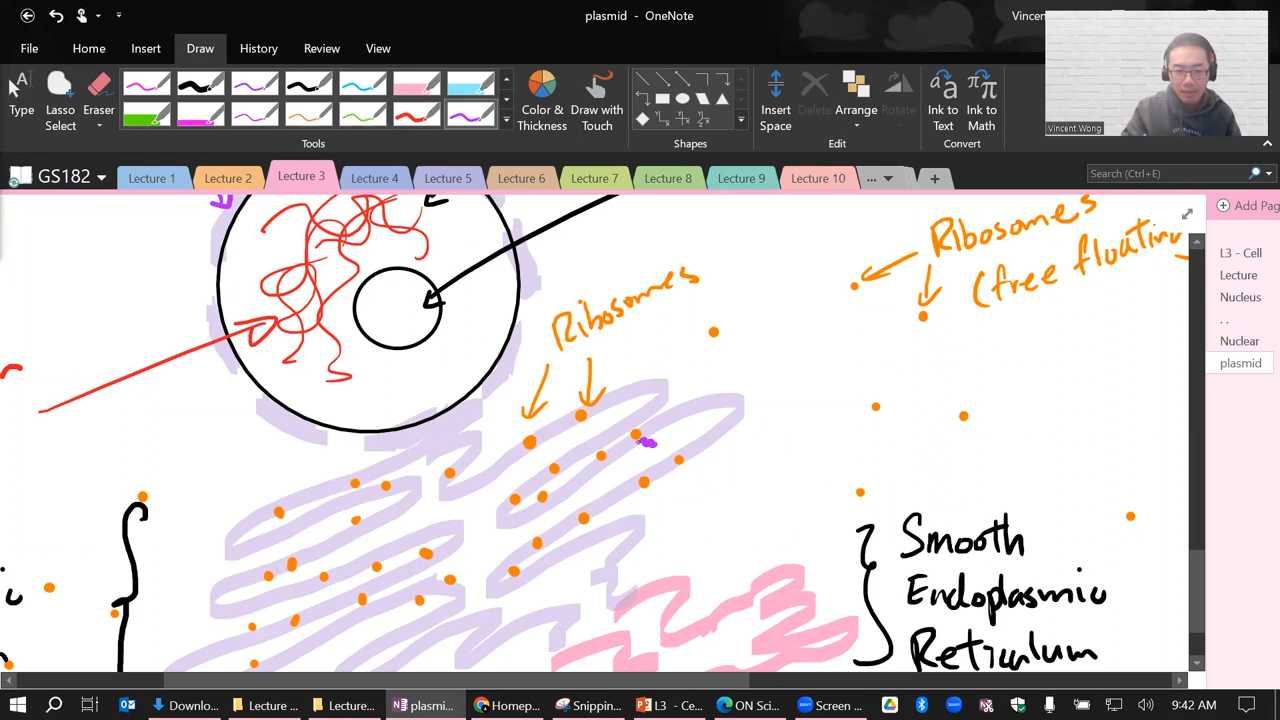 plasmid - OneNote
Vincen
File
Home
Insert
Draw
History
Review
View
Type
Lasso
Select
Eraser
Color &
Thickness
Draw with
Touch
Insert
Space
Delete
Arrange
Rotate
Ink to
Text
Ink to
Math
Tools
Shapes
Edit
Convert
Vincent Wong
GS182
Lecture 1
Lecture 2
Lecture 3
Lecture 4
Lecture 5
Lecture 6
Lecture 7
Lecture 8
Lecture 9
Lecture 10
...
Search (Ctrl+E)
Add Pag
L3 - Cell
Lecture
Nucleus
. .
Nuclear
plasmid
Ribosomes
(free floating
Ribosomes
Smooth
Endoplasmic
Reticulum
Downlo...
Lecture ...
Lecture...
plasmi...
Homep...
Snippin...
L3 - Ce...
ON Sci...
Screen ...
9:42 AM